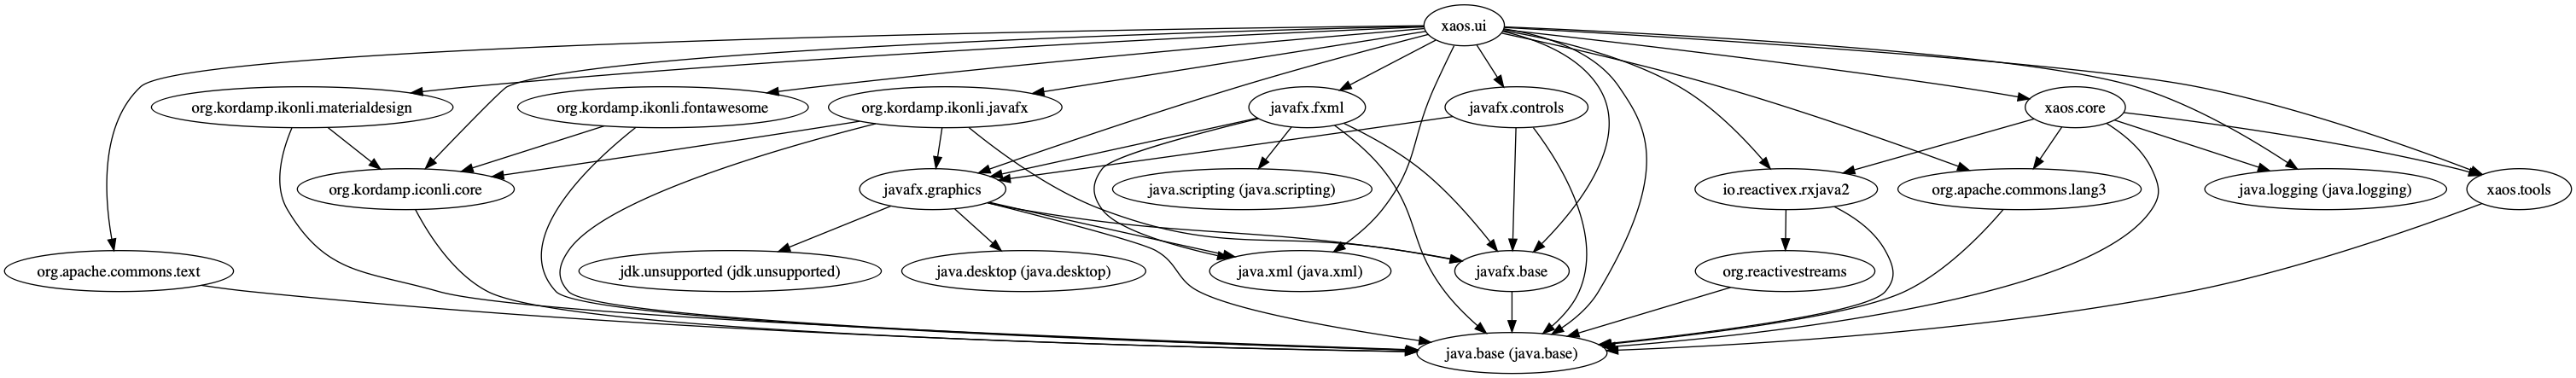 xaos.ui
org.kordamp.ikonli.materialdesign
org.kordamp.ikonli.fontawesome
org.kordamp.ikonli.javafx
javafx.fxml
javafx.controls
xaos.core
org.kordamp.iconli.core
javafx.graphics
java.scripting (java.scripting)
io.reactivex.rxjava2
org.apache.commons.lang3
java.logging (java.logging)
xaos.tools
org.apache.commons.text
jdk.unsupported (jdk.unsupported)
java.desktop (java.desktop)
java.xml (java.xml)
javafx.base
org.reactivestreams
java.base (java.base)